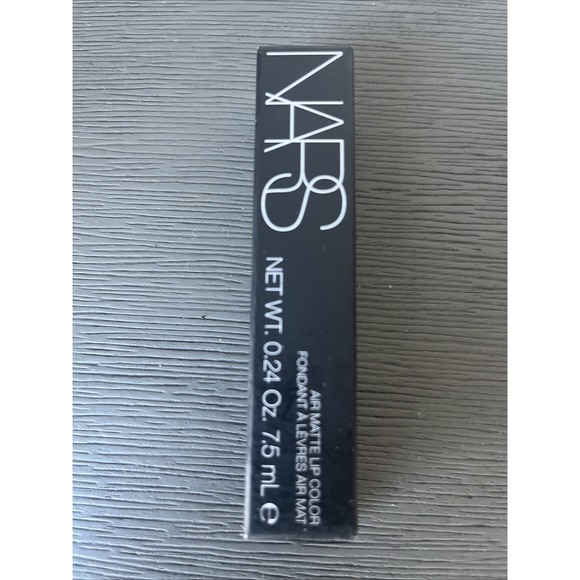 NARS
AIR MATTE LIP COLOR
FONDANT À LÈVRES AIR MAT
NET WT. 0.24 Oz. 7.5 mL ℮